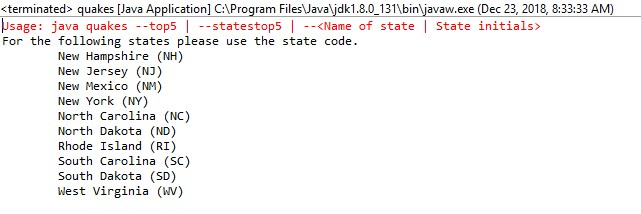 <terminated> quakes [Java Application] C:\Program Files\Java\jdk1.8.0_131\bin\javaw.exe (Dec 23, 2018, 8:33:33 AM)
Usage: java quakes --top5 | --statestop5 | --<Name of state | State initials>
For the following states please use the state code.
New Hampshire (NH)
New Jersey (NJ)
New Mexico (NM)
New York (NY)
North Carolina (NC)
North Dakota (ND)
Rhode Island (RI)
South Carolina (SC)
South Dakota (SD)
West Virginia (WV)